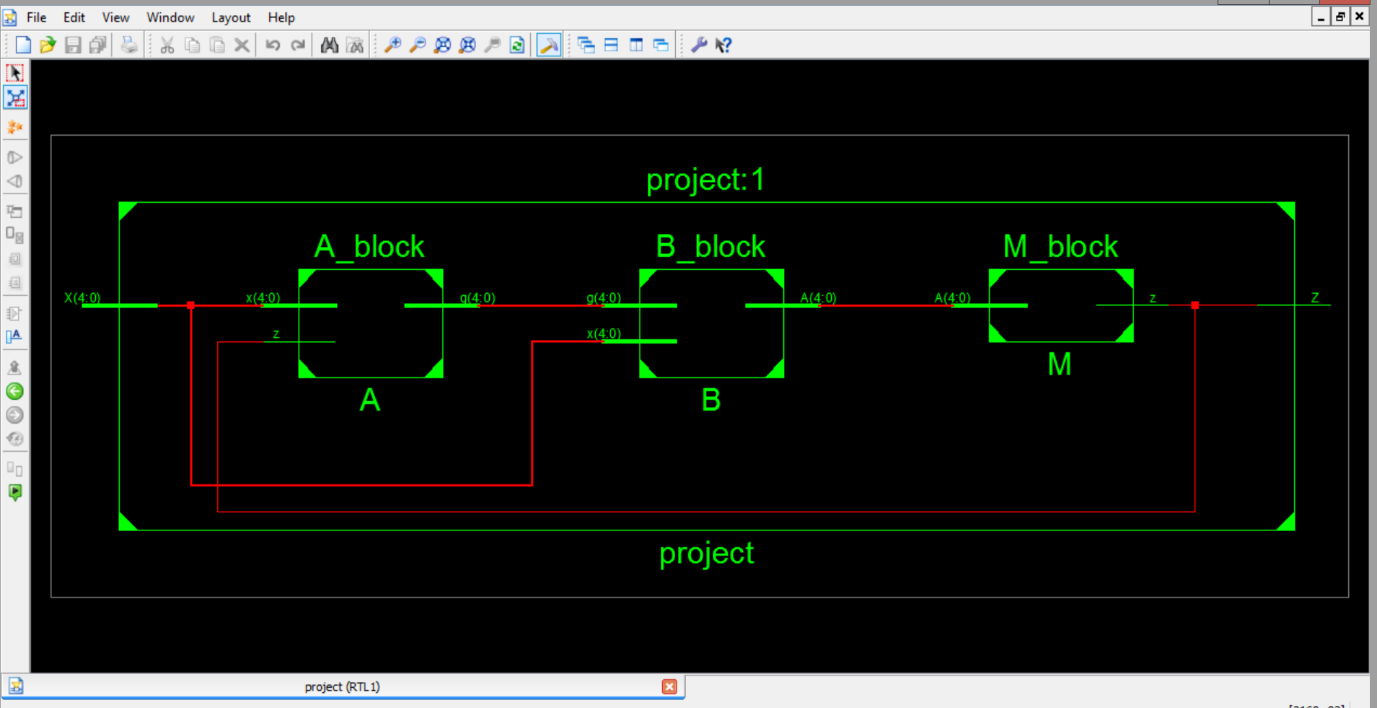 File Edit View Window Layout Help
project:1
A_block B_block M_block
X(4:0) x(4:0) g(4:0) g(4:0) A(4:0) A(4:0) z Z
z x(4:0)
A B M
project
project (RTL1)